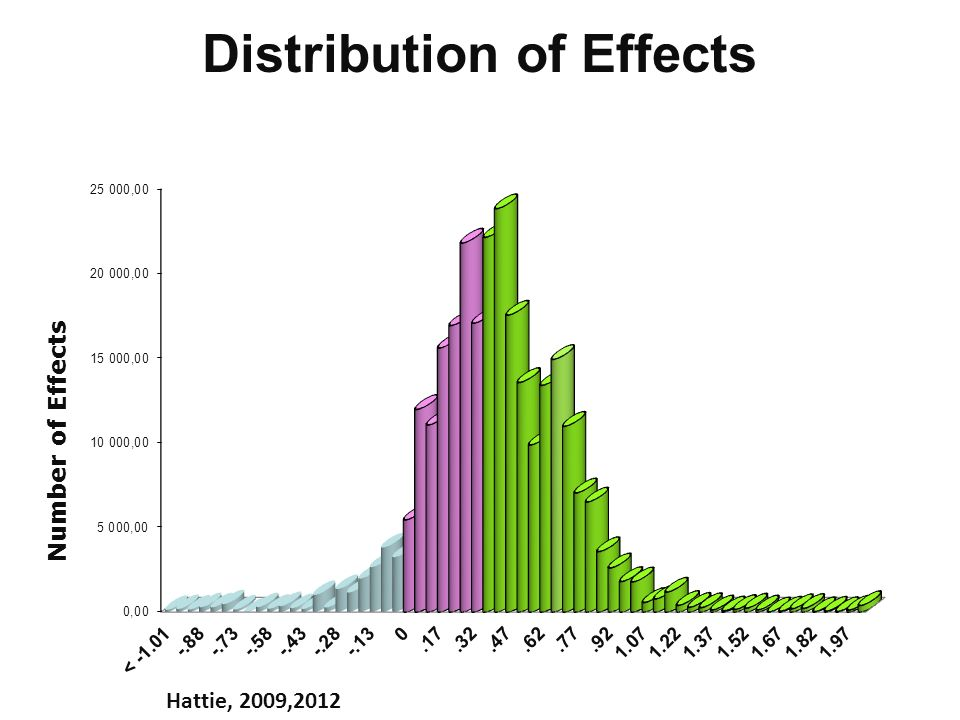 Distribution of Effects
25 000,00
20 000,00
15 000,00
10 000,00
5 000,00
0,00
Number of Effects
< -1.01 -.88 -.73 -.58 -.43 -.28 -.13 0 .17 .32 .47 .62 .77 .92 1.07 1.22 1.37 1.52 1.67 1.82 1.97
Hattie, 2009,2012